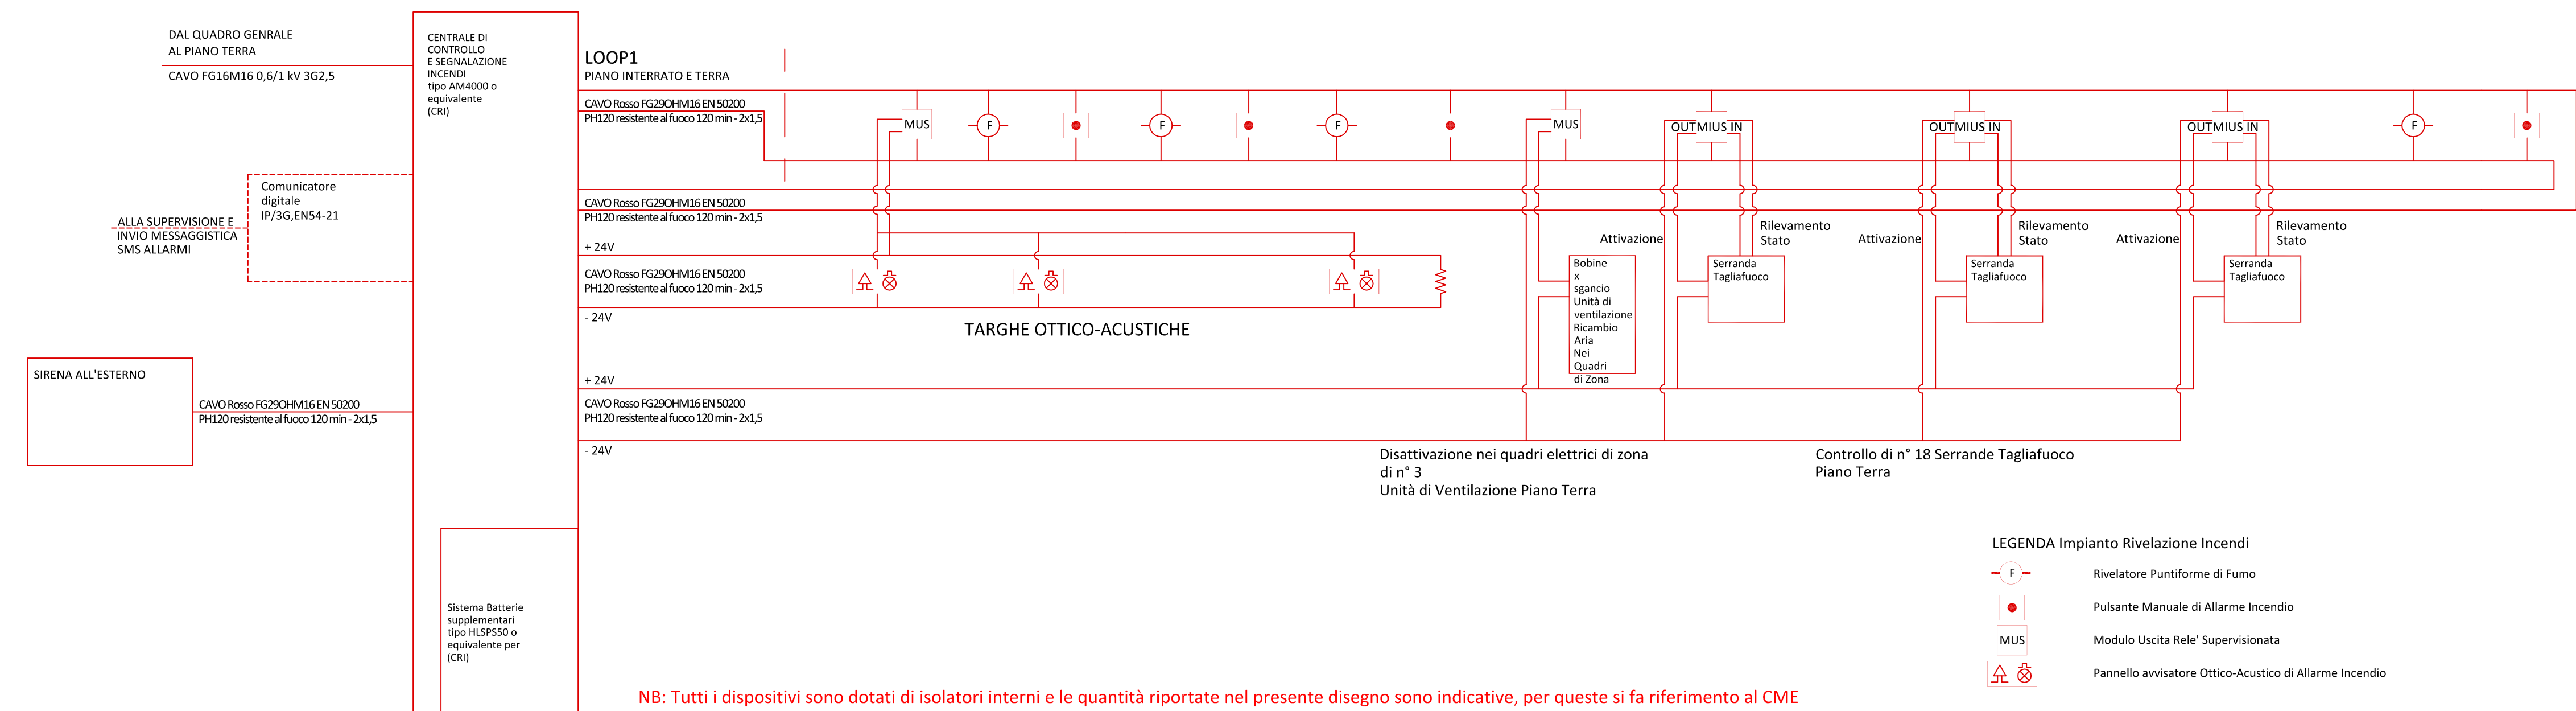 DAL QUADRO GENRALE
AL PIANO TERRA
CAVO FG16M16 0,6/1 kV 3G2,5
CENTRALE DI
CONTROLLO
E SEGNALAZIONE
INCENDI
tipo AM4000 o
equivalente
(CRI)
LOOP1
PIANO INTERRATO E TERRA
CAVO Rosso FG29OHM16 EN 50200
PH120 resistente al fuoco 120 min - 2x1,5
MUS
F
F
F
MUS
OUT MIUS IN
OUT MIUS IN
OUT MIUS IN
F
Comunicatore
digitale
IP/3G,EN54-21
ALLA SUPERVISIONE E
INVIO MESSAGGISTICA
SMS ALLARMI
CAVO Rosso FG29OHM16 EN 50200
PH120 resistente al fuoco 120 min - 2x1,5
+ 24V
CAVO Rosso FG29OHM16 EN 50200
PH120 resistente al fuoco 120 min - 2x1,5
- 24V
TARGHE OTTICO-ACUSTICHE
Bobine
x
sgancio
Unità di
ventilazione
Ricambio
Aria
Nei
Quadri
di Zona
Attivazione
Rilevamento
Stato
Serranda
Tagliafuoco
Attivazione
Rilevamento
Stato
Serranda
Tagliafuoco
Attivazione
Rilevamento
Stato
Serranda
Tagliafuoco
SIRENA ALL'ESTERNO
CAVO Rosso FG29OHM16 EN 50200
PH120 resistente al fuoco 120 min - 2x1,5
+ 24V
CAVO Rosso FG29OHM16 EN 50200
PH120 resistente al fuoco 120 min - 2x1,5
- 24V
Disattivazione nei quadri elettrici di zona
di n° 3
Unità di Ventilazione Piano Terra
Controllo di n° 18 Serrande Tagliafuoco
Piano Terra
Sistema Batterie
supplementari
tipo HLSPS50 o
equivalente per
(CRI)
LEGENDA Impianto Rivelazione Incendi
F Rivelatore Puntiforme di Fumo
Pulsante Manuale di Allarme Incendio
MUS Modulo Uscita Rele' Supervisionata
Pannello avvisatore Ottico-Acustico di Allarme Incendio
NB: Tutti i dispositivi sono dotati di isolatori interni e le quantità riportate nel presente disegno sono indicative, per queste si fa riferimento al CME